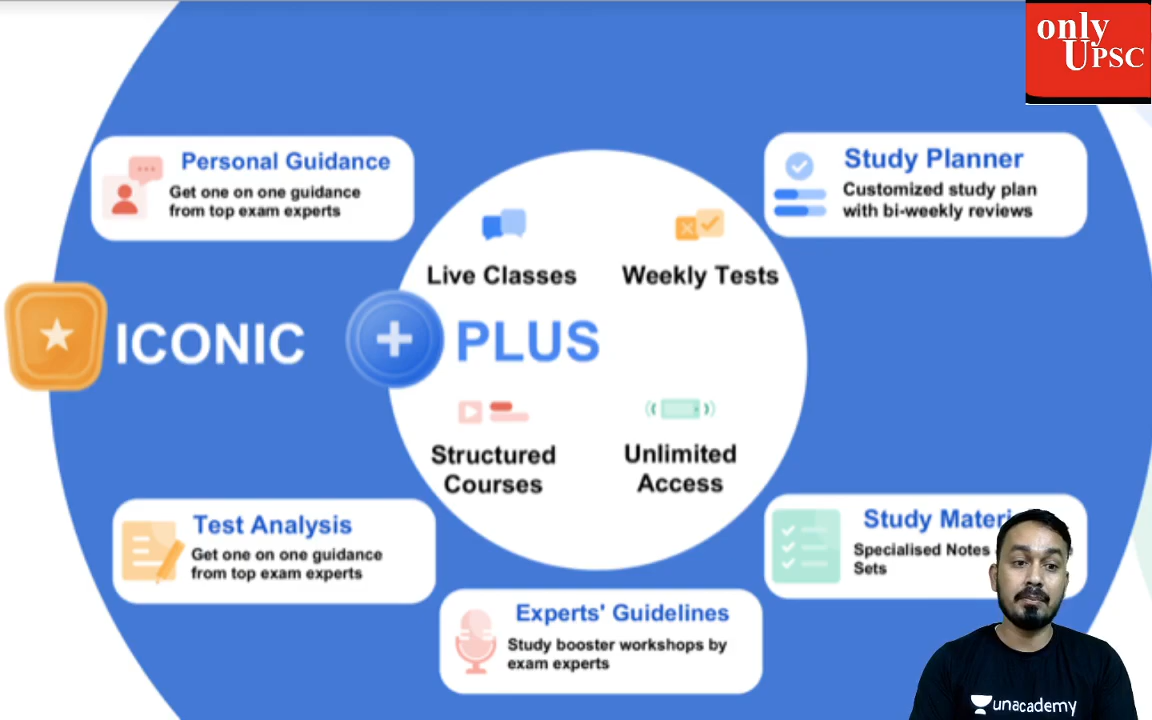 only
UPSC
Personal Guidance
Get one on one guidance
from top exam experts
Study Planner
Customized study plan
with bi-weekly reviews
Live Classes
Weekly Tests
ICONIC
PLUS
Structured
Courses
Unlimited
Access
Test Analysis
Get one on one guidance
from top exam experts
Study Materi
Specialised Notes
Sets
Experts' Guidelines
Study booster workshops by
exam experts
unacademy